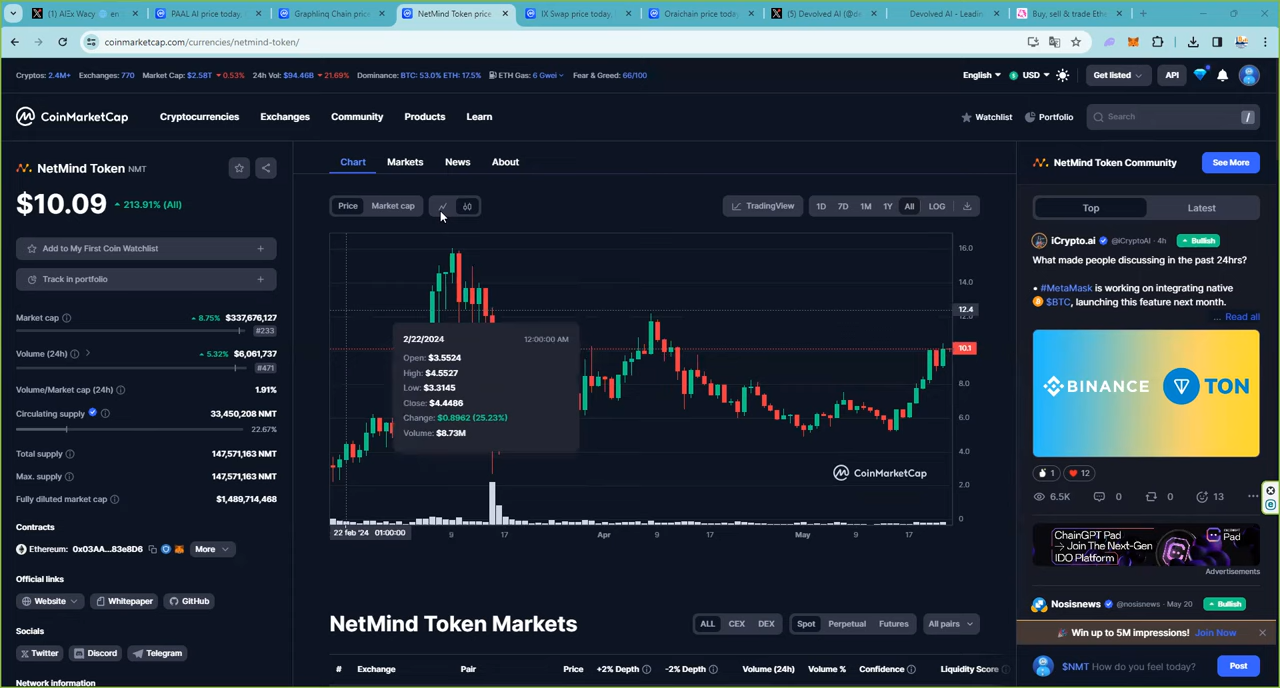 (1) AlEx Wacy 🌐 en
PAAL AI price today,
Graphlinq Chain price
NetMind Token price
IX Swap price today,
Oraichain price today,
(5) Devolved AI (@de
Devolved AI - Leadin
Buy, sell & trade Eth
coinmarketcap.com/currencies/netmind-token/
Cryptos: 2.4M+ Exchanges: 770 Market Cap: $2.58T 0.53% 24h Vol: $94.46B 21.69% Dominance: BTC: 53.0% ETH: 17.5% ETH Gas: 6 Gwei Fear & Greed: 66/100
English USD Get listed API
CoinMarketCap
Cryptocurrencies Exchanges Community Products Learn
Watchlist Portfolio Search /
NetMind Token NMT
$10.09 213.91% (All)
Add to My First Coin Watchlist +
Track in portfolio +
Market cap 8.75% $337,676,127
#233
Volume (24h) 5.32% $6,061,737
#471
Volume/Market cap (24h) 1.91%
Circulating supply 33,450,208 NMT
22.67%
Total supply 147,571,163 NMT
Max. supply 147,571,163 NMT
Fully diluted market cap $1,489,714,468
Contracts
Ethereum: 0x03AA...83e8D6 More
Official links
Website Whitepaper GitHub
Socials
Twitter Discord Telegram
Network information
Chart Markets News About
Price Market cap
TradingView 1D 7D 1M 1Y All LOG
16.0
14.0
12.4
12.0
10.1
8.0
6.0
4.0
2.0
0
2/22/2024 12:00:00 AM
Open: $3.5524
High: $4.5527
Low: $3.3145
Close: $4.4486
Change: $0.8962 (25.23%)
Volume: $8.73M
CoinMarketCap
22 feb '24 01:00:00 9 17 Apr 9 17 May 9 17
NetMind Token Markets
ALL CEX DEX Spot Perpetual Futures All pairs
# Exchange Pair Price +2% Depth -2% Depth Volume (24h) Volume % Confidence Liquidity Score
NetMind Token Community See More
Top Latest
iCrypto.ai @iCryptoAI · 4h Bullish
What made people discussing in the past 24hrs?
• #MetaMask is working on integrating native
$BTC, launching this feature next month.
... Read all
BINANCE TON
1 12
6.5K 0 0 13
ChainGPT Pad
→ Join The Next-Gen
IDO Platform
Pad
Advertisements
Nosisnews @nosisnews · May 20 Bullish
Win up to 5M impressions! Join Now
$NMT How do you feel today? Post